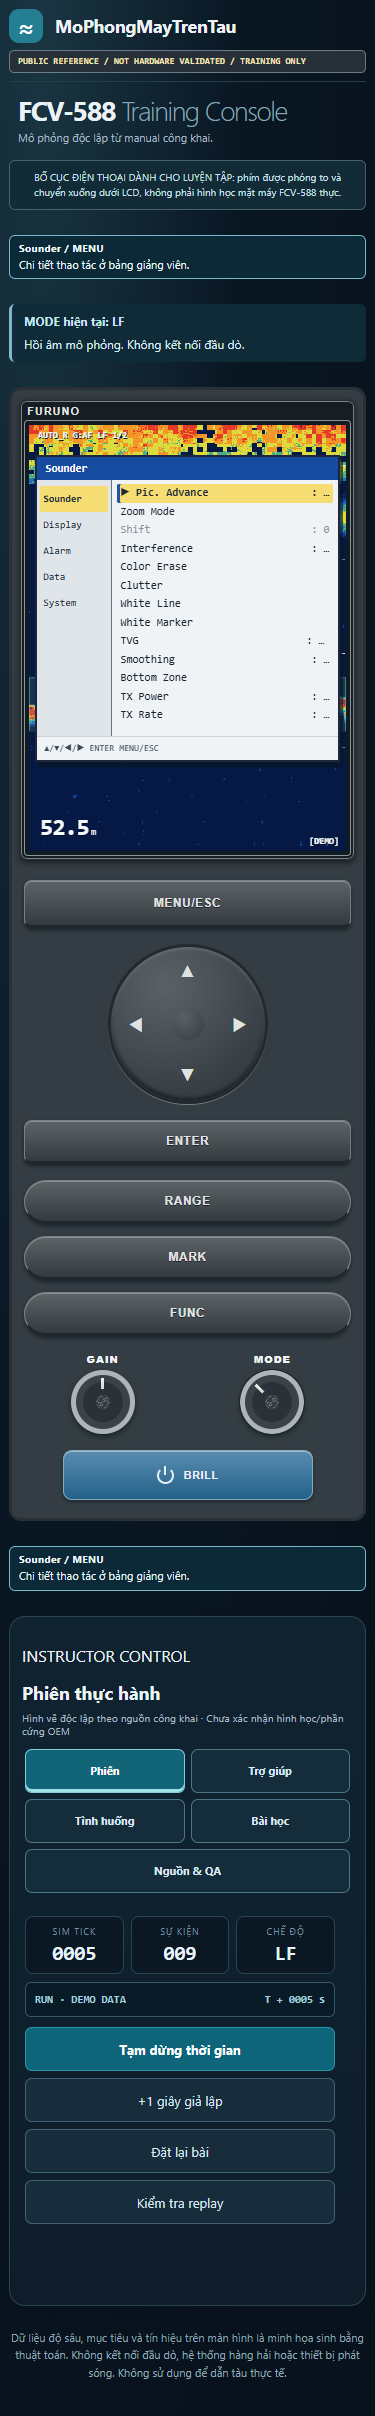 MoPhongMayTrenTau
PUBLIC REFERENCE / NOT HARDWARE VALIDATED / TRAINING ONLY
FCV-588 Training Console
Mô phỏng độc lập từ manual công khai.
BỐ CỤC ĐIỆN THOẠI DÀNH CHO LUYỆN TẬP: phím được phóng to và
chuyển xuống dưới LCD, không phải hình học mặt máy FCV-588 thực.
Sounder / MENU
Chi tiết thao tác ở bảng giảng viên.
MODE hiện tại: LF
Hồi âm mô phỏng. Không kết nối đầu dò.
FURUNO
AUTO_R G:AF LF 1/2
Sounder
Sounder
Display
Alarm
Data
System
▶ Pic. Advance : …
Zoom Mode
Shift : 0
Interference : …
Color Erase
Clutter
White Line
White Marker
TVG : …
Smoothing : …
Bottom Zone
TX Power : …
TX Rate : …
▲/▼/◀/▶ ENTER MENU/ESC
52.5m
[DEMO]
MENU/ESC
▲
◀ ▶
▼
ENTER
RANGE
MARK
FUNC
GAIN MODE
BRILL
Sounder / MENU
Chi tiết thao tác ở bảng giảng viên.
INSTRUCTOR CONTROL
Phiên thực hành
Hình vẽ độc lập theo nguồn công khai · Chưa xác nhận hình học/phần
cứng OEM
Phiên Trợ giúp
Tình huống Bài học
Nguồn & QA
SIM TICK SỰ KIỆN CHẾ ĐỘ
0005 009 LF
RUN · DEMO DATA T + 0005 s
Tạm dừng thời gian
+1 giây giả lập
Đặt lại bài
Kiểm tra replay
Dữ liệu độ sâu, mục tiêu và tín hiệu trên màn hình là minh họa sinh bằng
thuật toán. Không kết nối đầu dò, hệ thống hàng hải hoặc thiết bị phát
sóng. Không sử dụng để dẫn tàu thực tế.